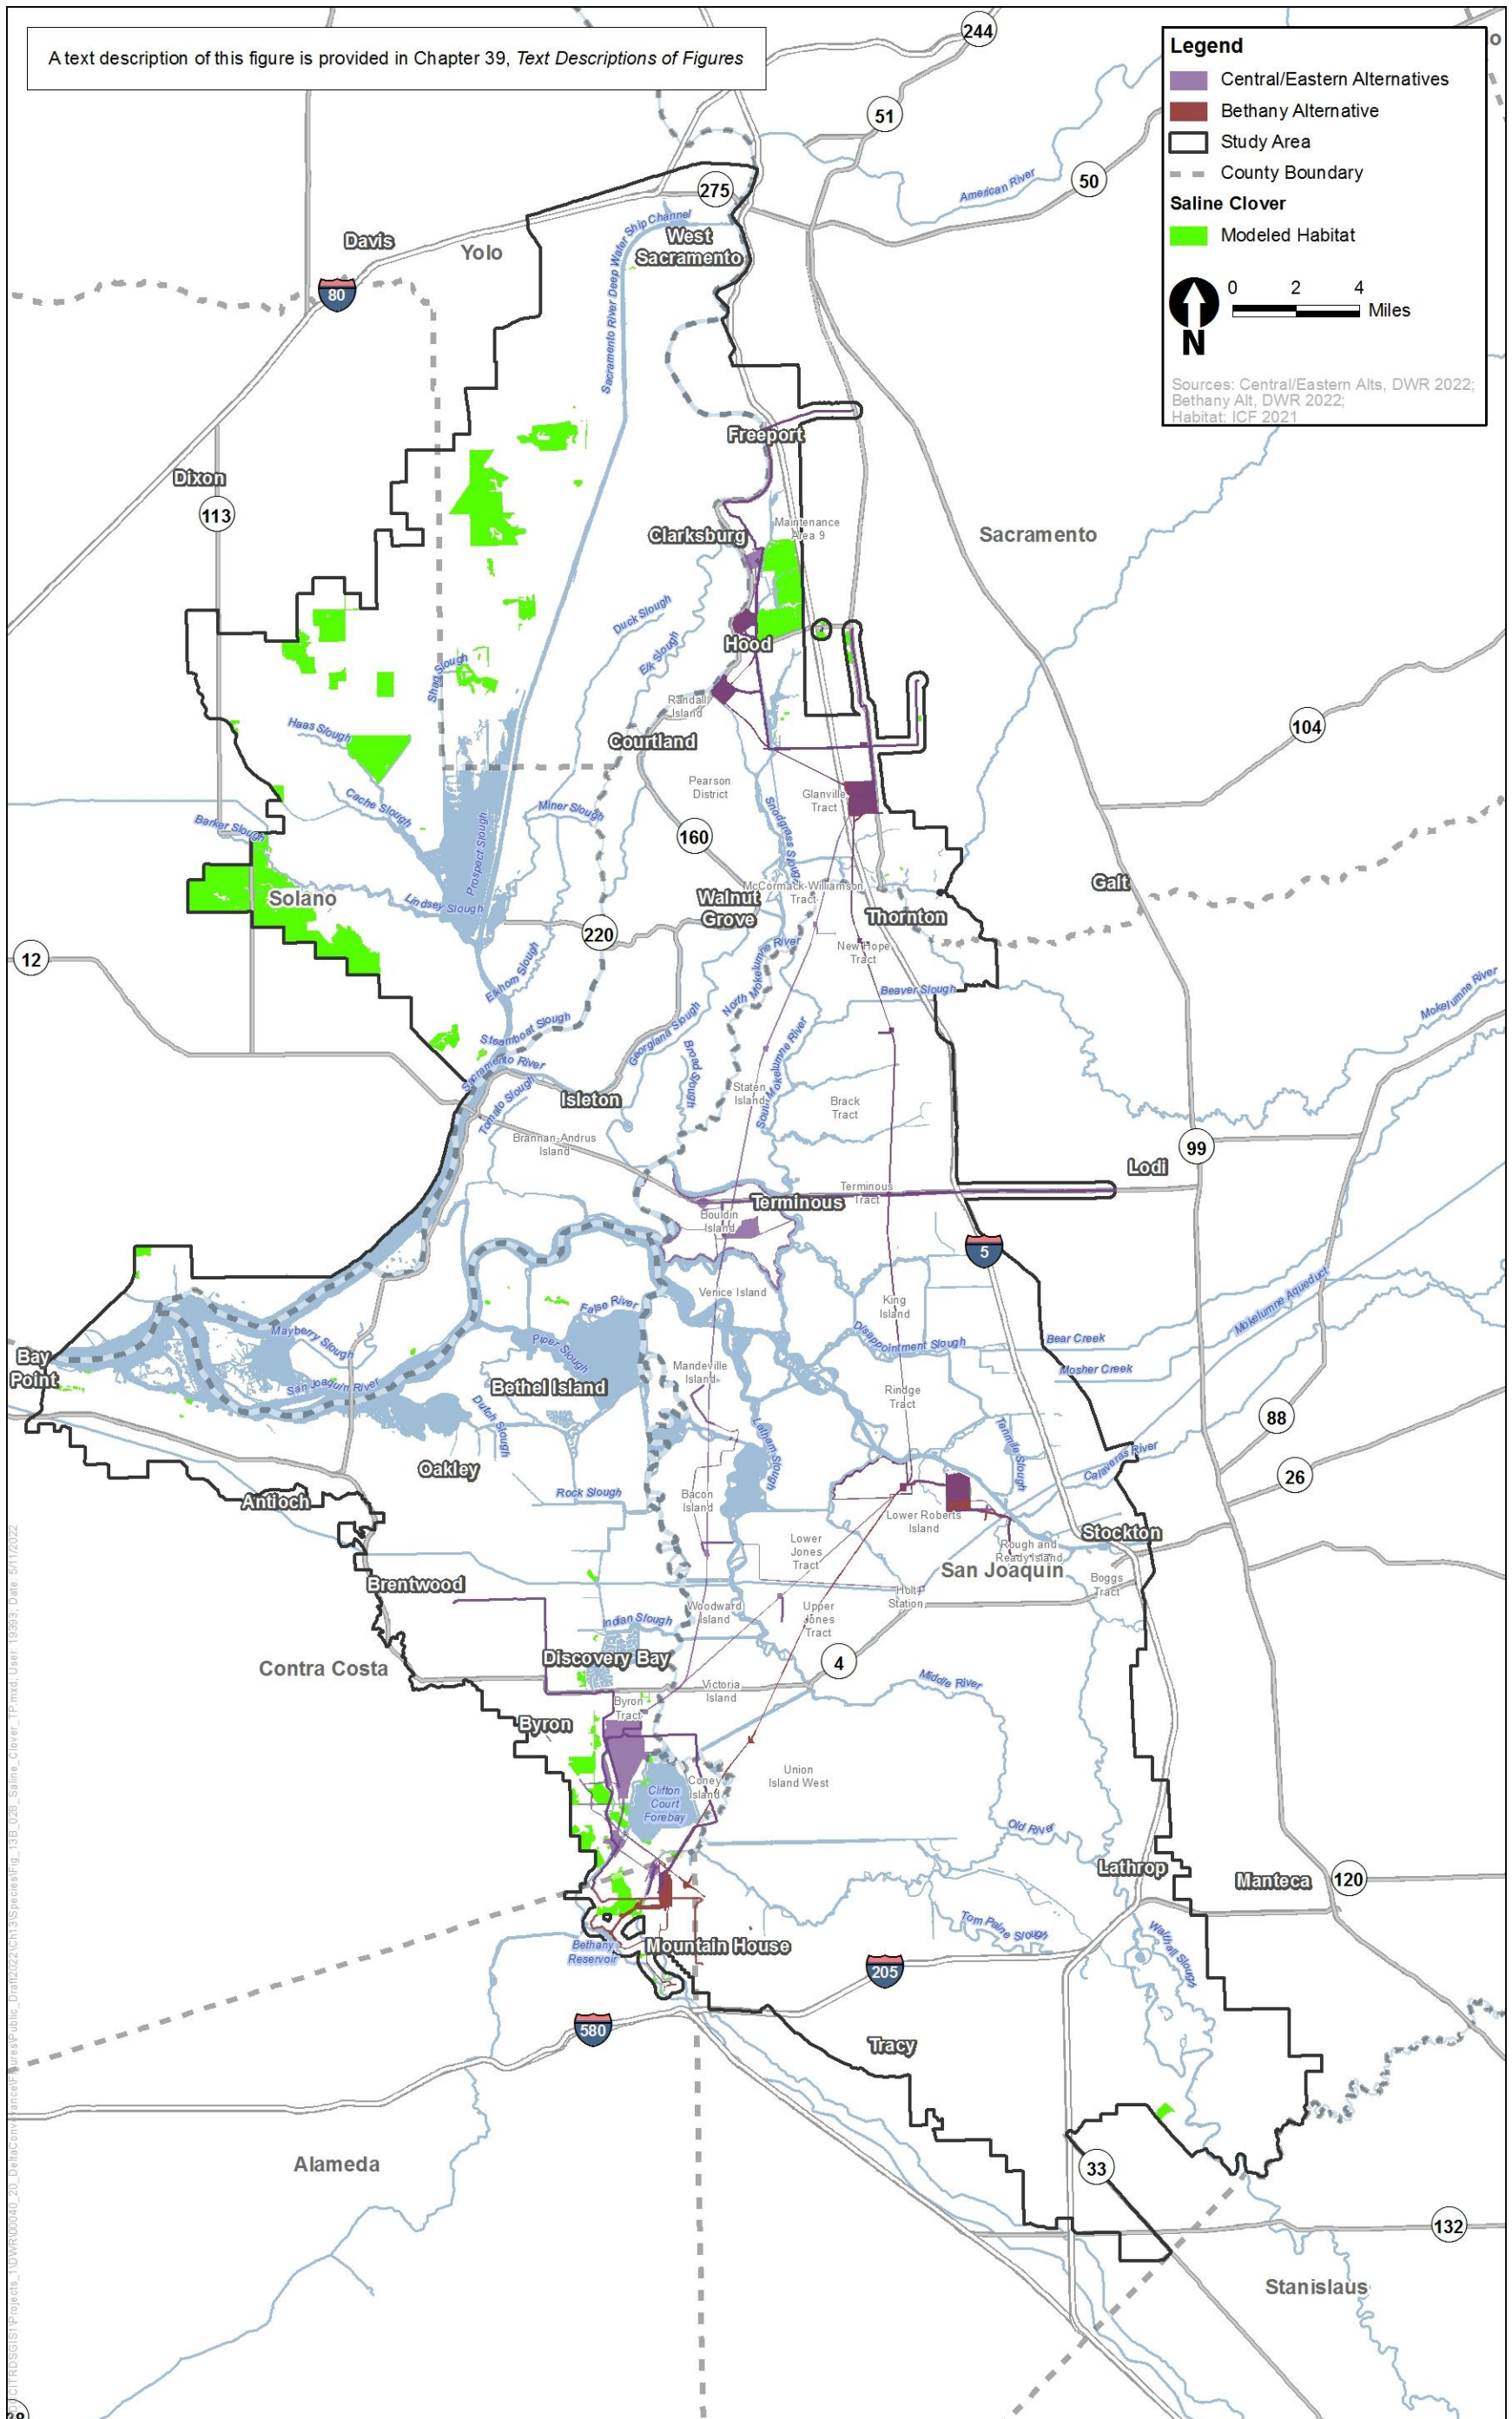 A text description of this figure is provided in Chapter 39, Text Descriptions of Figures
Legend
Central/Eastern Alternatives
Bethany Alternative
Study Area
County Boundary
Saline Clover
Modeled Habitat
0 2 4
Miles
N
Sources: Central/Eastern Alts, DWR 2022;
Bethany Alt, DWR 2022;
Habitat: ICF 2021
244
51
50
275
American River
Davis
Yolo
West
Sacramento
Sacramento River Deep Water Ship Channel
80
Freeport
Dixon
113
Clarksburg
Maintenance
Area 9
Sacramento
Duck Slough
Elk Slough
Hood
Shag Slough
Randall
Island
Haas Slough
Courtland
104
Pearson
District
Glanville
Tract
Snodgrass Slough
Cache Slough
Miner Slough
Barker Slough
Prospect Slough
160
Galt
Solano
Lindsey Slough
McCormack-Williamson
Tract
Walnut
Grove
Thornton
220
12
North Mokelumne River
New Hope
Tract
Elkhorn Slough
Beaver Slough
Mokelumne River
Steamboat Slough
Georgiana Slough
Sacramento River
Broad Slough
South Mokelumne River
Tomato Slough
Isleton
Staten
Island
Brack
Tract
Brannan-Andrus
Island
99
Lodi
Terminous
Terminous
Tract
Bouldin
Island
5
Venice Island
King
Island
False River
Mokelumne Aqueduct
Mayberry Slough
Piper Slough
Disappointment Slough
Bear Creek
Mosher Creek
Bay
Point
San Joaquin River
Mandeville
Island
Bethel Island
Rindge
Tract
Dutch Slough
Latham Slough
Tenmile Slough
88
Oakley
Calaveras River
26
Rock Slough
Bacon
Island
Antioch
Lower Roberts
Island
Stockton
Lower
Jones
Tract
Rough and
Ready Island
San Joaquin
Brentwood
Holt
Station
Boggs
Tract
Woodward
Island
Upper
Jones
Tract
Indian Slough
Discovery Bay
Contra Costa
4
Middle River
Victoria
Island
Byron
Tract
Byron
Union
Island West
Coney
Island
Clifton
Court
Forebay
Old River
Lathrop
Manteca
120
Tom Paine Slough
Walthall Slough
Bethany
Reservoir
Mountain House
205
580
Tracy
Alameda
33
132
Stanislaus